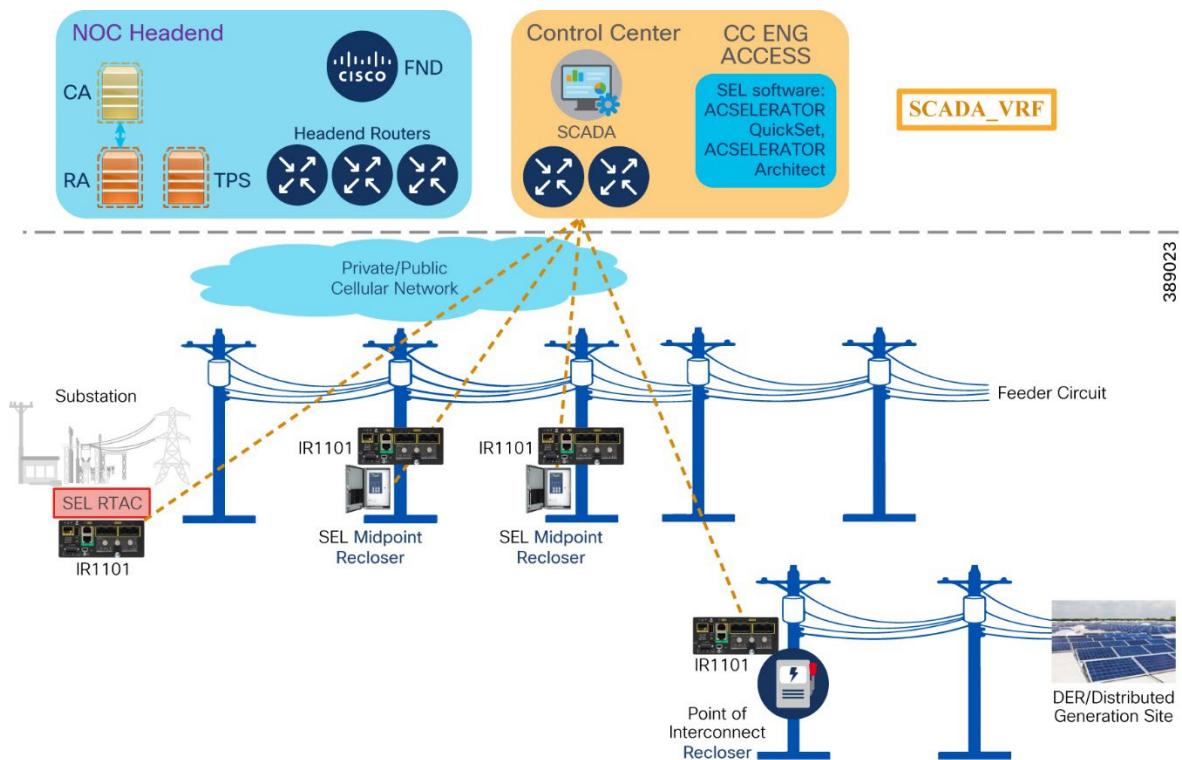 NOC Headend
CISCO
FND
CA
Headend Routers
RA
TPS
Control Center
SCADA
CC ENG
ACCESS
SEL software:
ACSELERATOR
QuickSet,
ACSELERATOR
Architect
SCADA_VRF
389023
Private/Public
Cellular Network
Substation
Feeder Circuit
IR1101
IR1101
SEL RTAC
IR1101
SEL Midpoint
Recloser
SEL Midpoint
Recloser
IR1101
Point of
Interconnect
Recloser
DER/Distributed
Generation Site